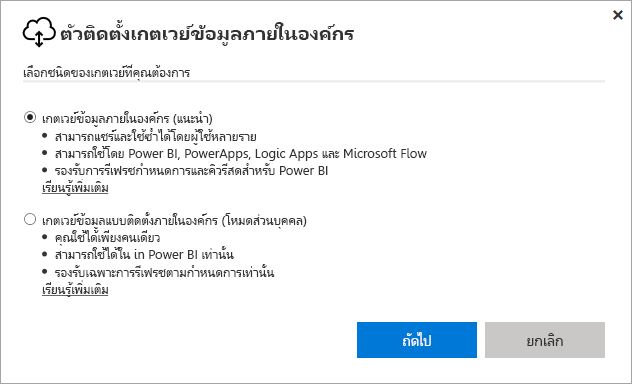 ตัวติดตั้งเกตเวย์ข้อมูลภายในองค์กร
เลือกชนิดของเกตเวย์ที่คุณต้องการ
เกตเวย์ข้อมูลภายในองค์กร (แนะนำ)
• สามารถแชร์และใช้ซ้ำได้โดยผู้ใช้หลายราย
• สามารถใช้โดย Power BI, PowerApps, Logic Apps และ Microsoft Flow
• รองรับการรีเฟรชกำหนดการและคิวรีสดสำหรับ Power BI
เรียนรู้เพิ่มเติม
เกตเวย์ข้อมูลแบบติดตั้งภายในองค์กร (โหมดส่วนบุคคล)
• คุณใช้ได้เพียงคนเดียว
• สามารถใช้ได้ใน in Power BI เท่านั้น
• รองรับเฉพาะการรีเฟรชตามกำหนดการเท่านั้น
เรียนรู้เพิ่มเติม
ถัดไป
ยกเลิก